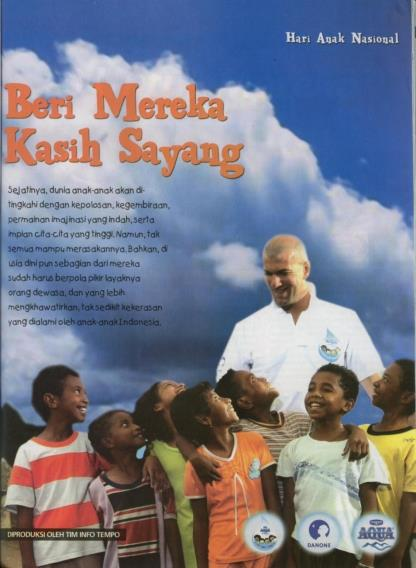 Hari Anak Nasional
Beri Mereka
Kasih Sayang
Sejatinya, dunia anak-anak akan di-
tingkahi dengan kepolosan, kegembiraan,
permainan imajinasi yang indah, serta
impian cita-cita yang tinggi. Namun, tak
semua mampu merasakannya. Bahkan, di
usia dini pun sebagian dari mereka
sudah harus berpola pikir layaknya
orang dewasa, dan yang lebih
mengkhawatirkan, tak sedikit kekerasan
yang dialami oleh anak-anak Indonesia.
DIPRODUKSI OLEH TIM INFO TEMPO
DANONE
AQUA